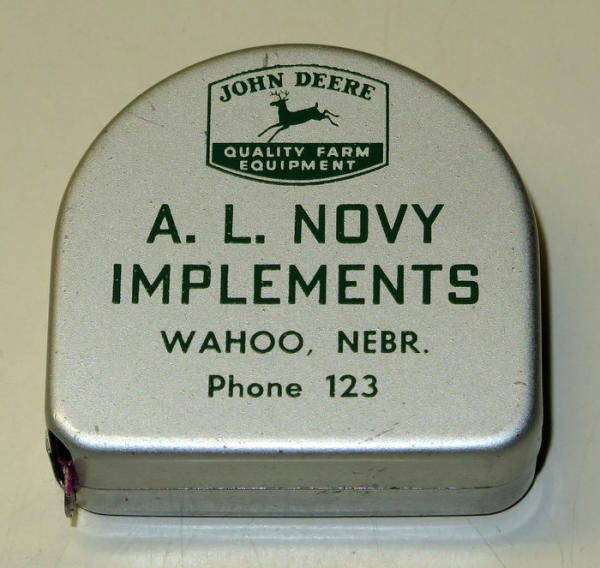 JOHN DEERE
QUALITY FARM
EQUIPMENT
A. L. NOVY
IMPLEMENTS
WAHOO, NEBR.
Phone 123